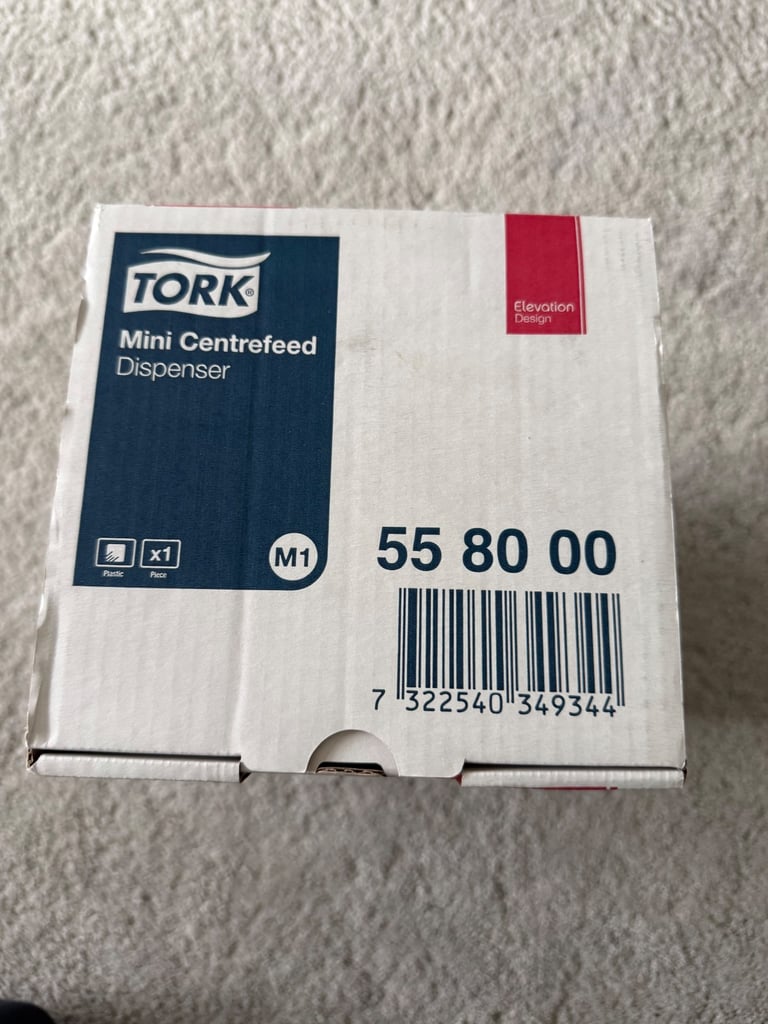 TORK®
Mini Centrefeed
Dispenser
Elevation
Design
x1
Plastic
Piece
M1
55 80 00
7 322540 349344